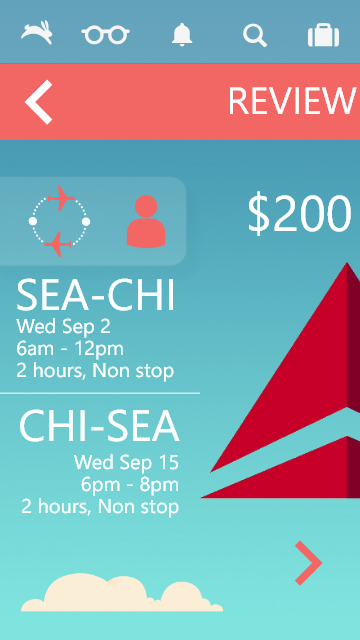 REVIEW
$200
SEA-CHI
Wed Sep 2
6am - 12pm
2 hours, Non stop
CHI-SEA
Wed Sep 15
6pm - 8pm
2 hours, Non stop